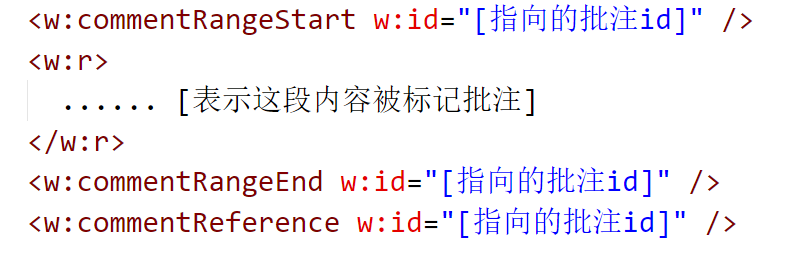 <w:commentRangeStart w:id="[指向的批注id]" />
<w:r>
...... [表示这段内容被标记批注]
</w:r>
<w:commentRangeEnd w:id="[指向的批注id]" />
<w:commentReference w:id="[指向的批注id]" />